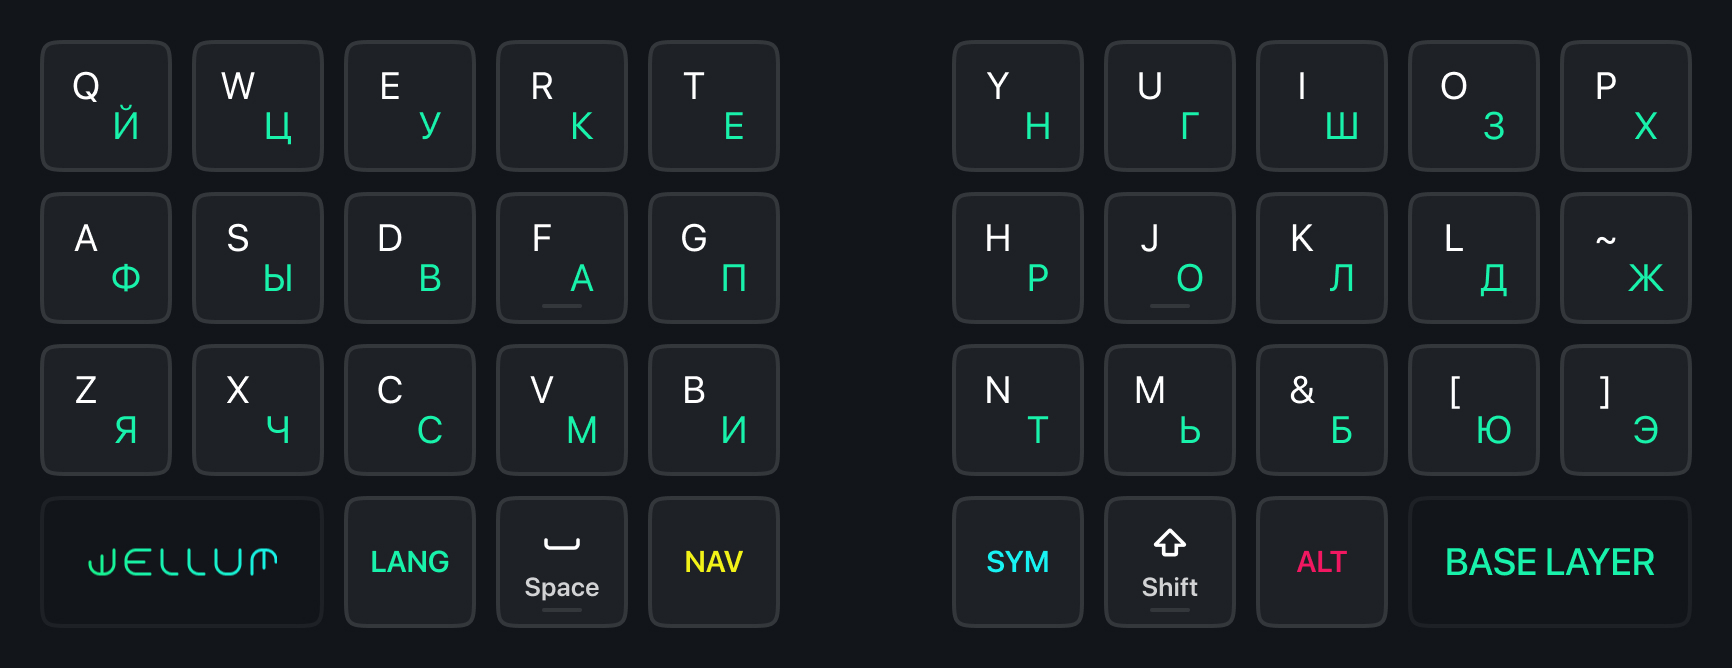 Q W E R T Y U I O P
Й Ц У К Е Н Г Ш З Х
A S D F G H J K L ~
Ф Ы В А П Р О Л Д Ж
Z X C V B N M & [ ]
Я Ч С М И Т Ь Б Ю Э
WELLUM LANG Space NAV SYM Shift ALT BASE LAYER